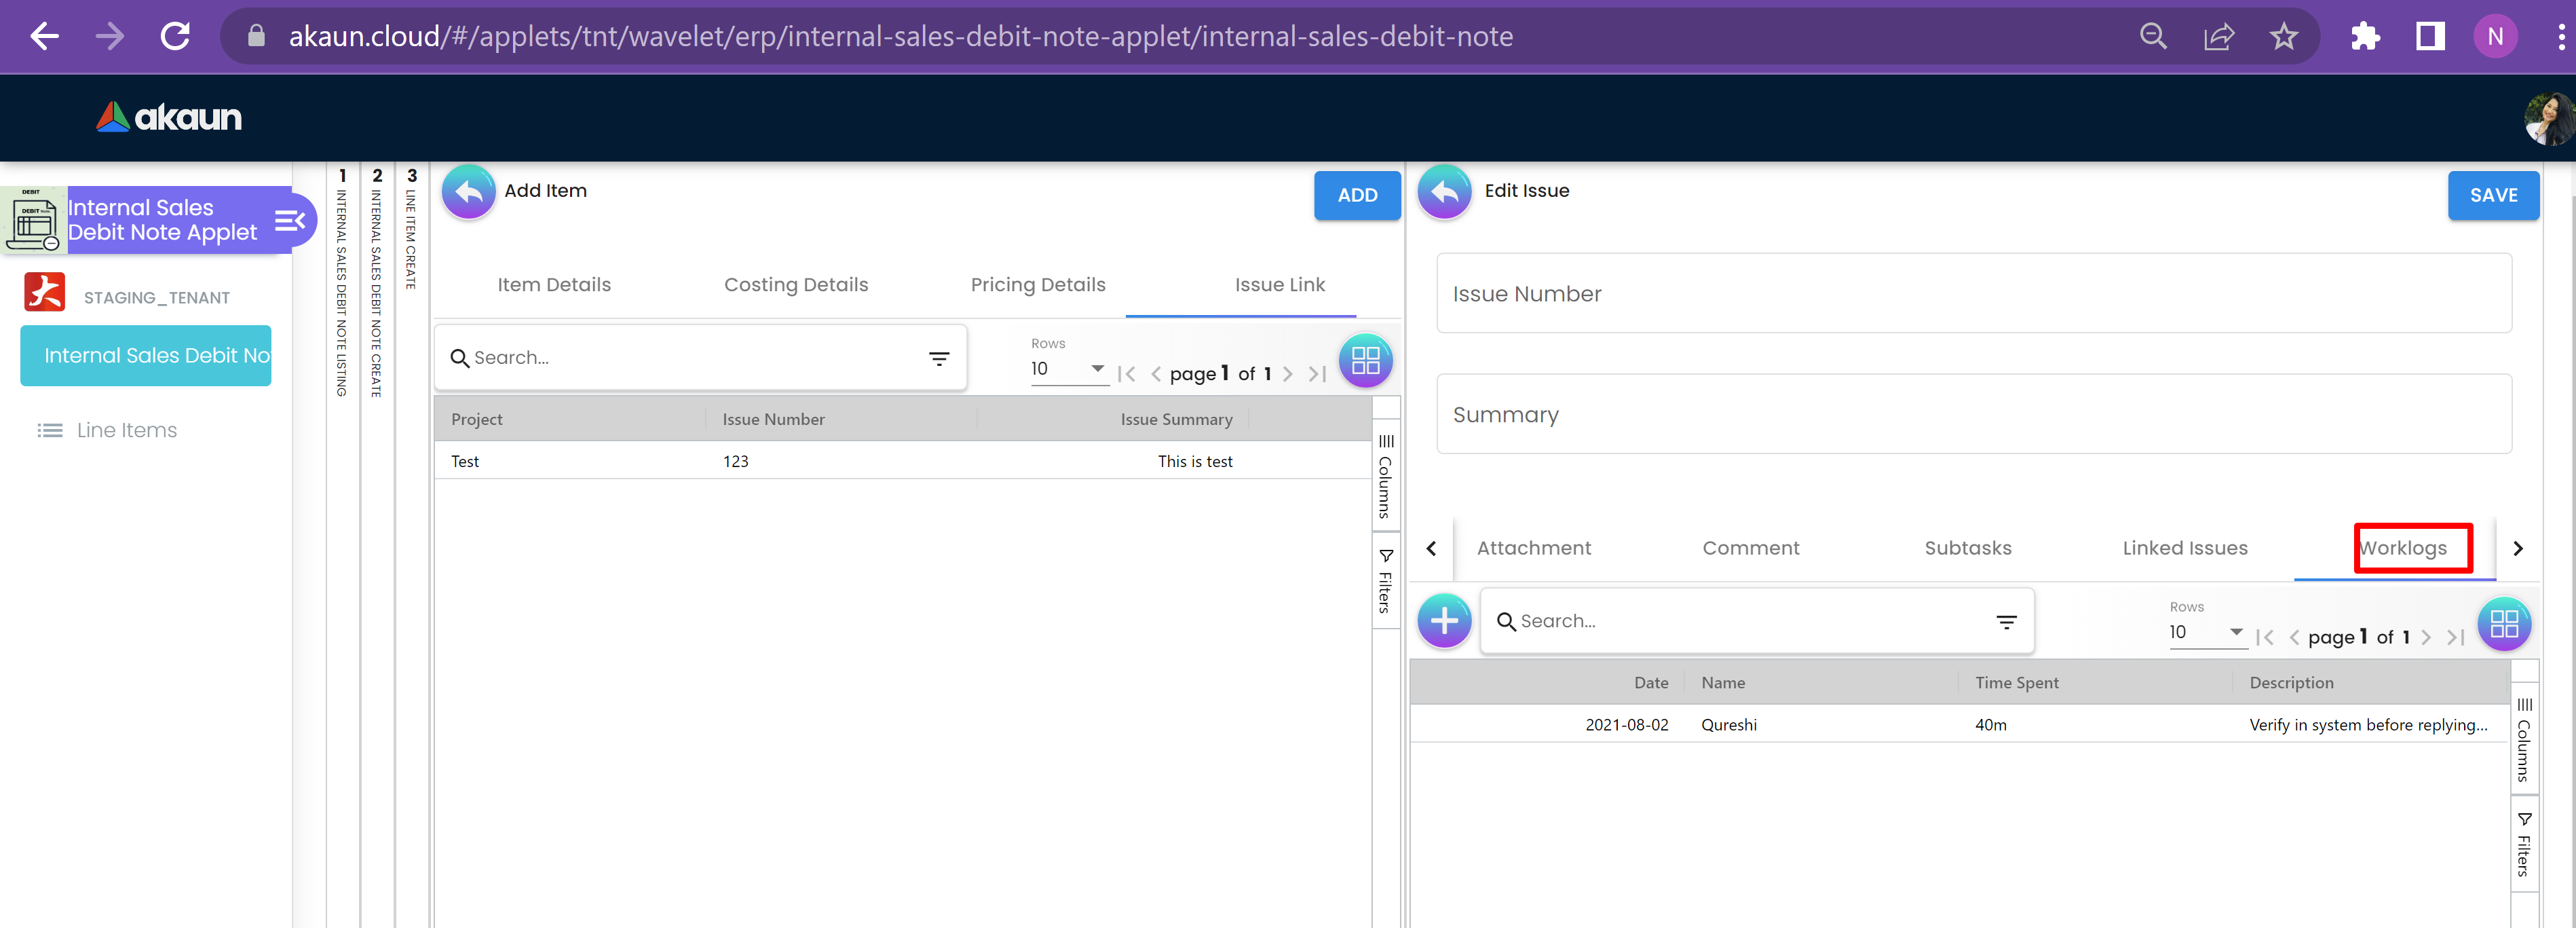 akaun.cloud/#/applets/tnt/wavelet/erp/internal-sales-debit-note-applet/internal-sales-debit-note
N
akaun
DEBIT
DEBIT
Internal Sales
Debit Note Applet
STAGING_TENANT
Internal Sales Debit No
Line Items
1 INTERNAL SALES DEBIT NOTE LISTING
2 INTERNAL SALES DEBIT NOTE CREATE
3 LINE ITEM CREATE
Add Item
ADD
Item Details Costing Details Pricing Details Issue Link
Search...
Rows
10
page 1 of 1
Project Issue Number Issue Summary
Test 123 This is test
Columns
Filters
Edit Issue
SAVE
Issue Number
Summary
Attachment Comment Subtasks Linked Issues Worklogs
Search...
Rows
10
page 1 of 1
Date Name Time Spent Description
2021-08-02 Qureshi 40m Verify in system before replying...
Columns
Filters